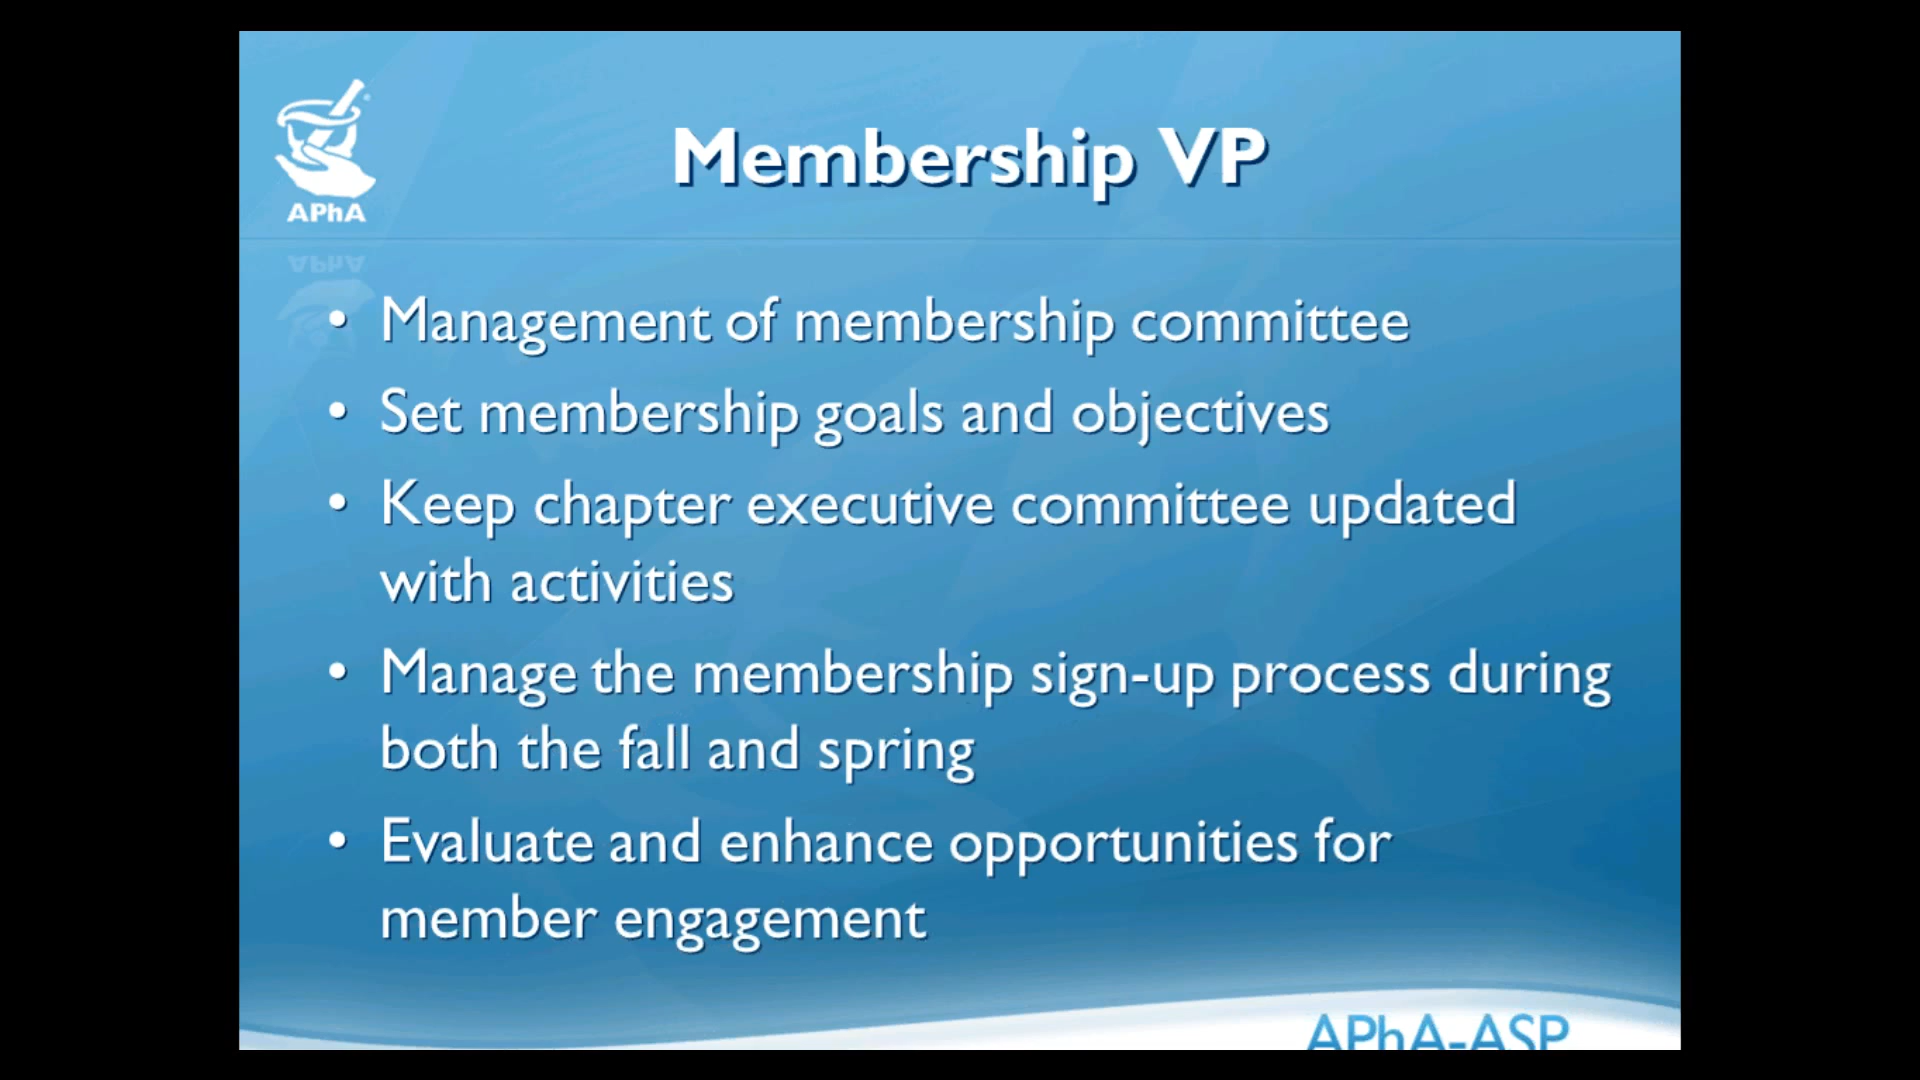 APhA
Membership VP
• Management of membership committee
• Set membership goals and objectives
• Keep chapter executive committee updated
with activities
• Manage the membership sign-up process during
both the fall and spring
• Evaluate and enhance opportunities for
member engagement
APhA-ASP